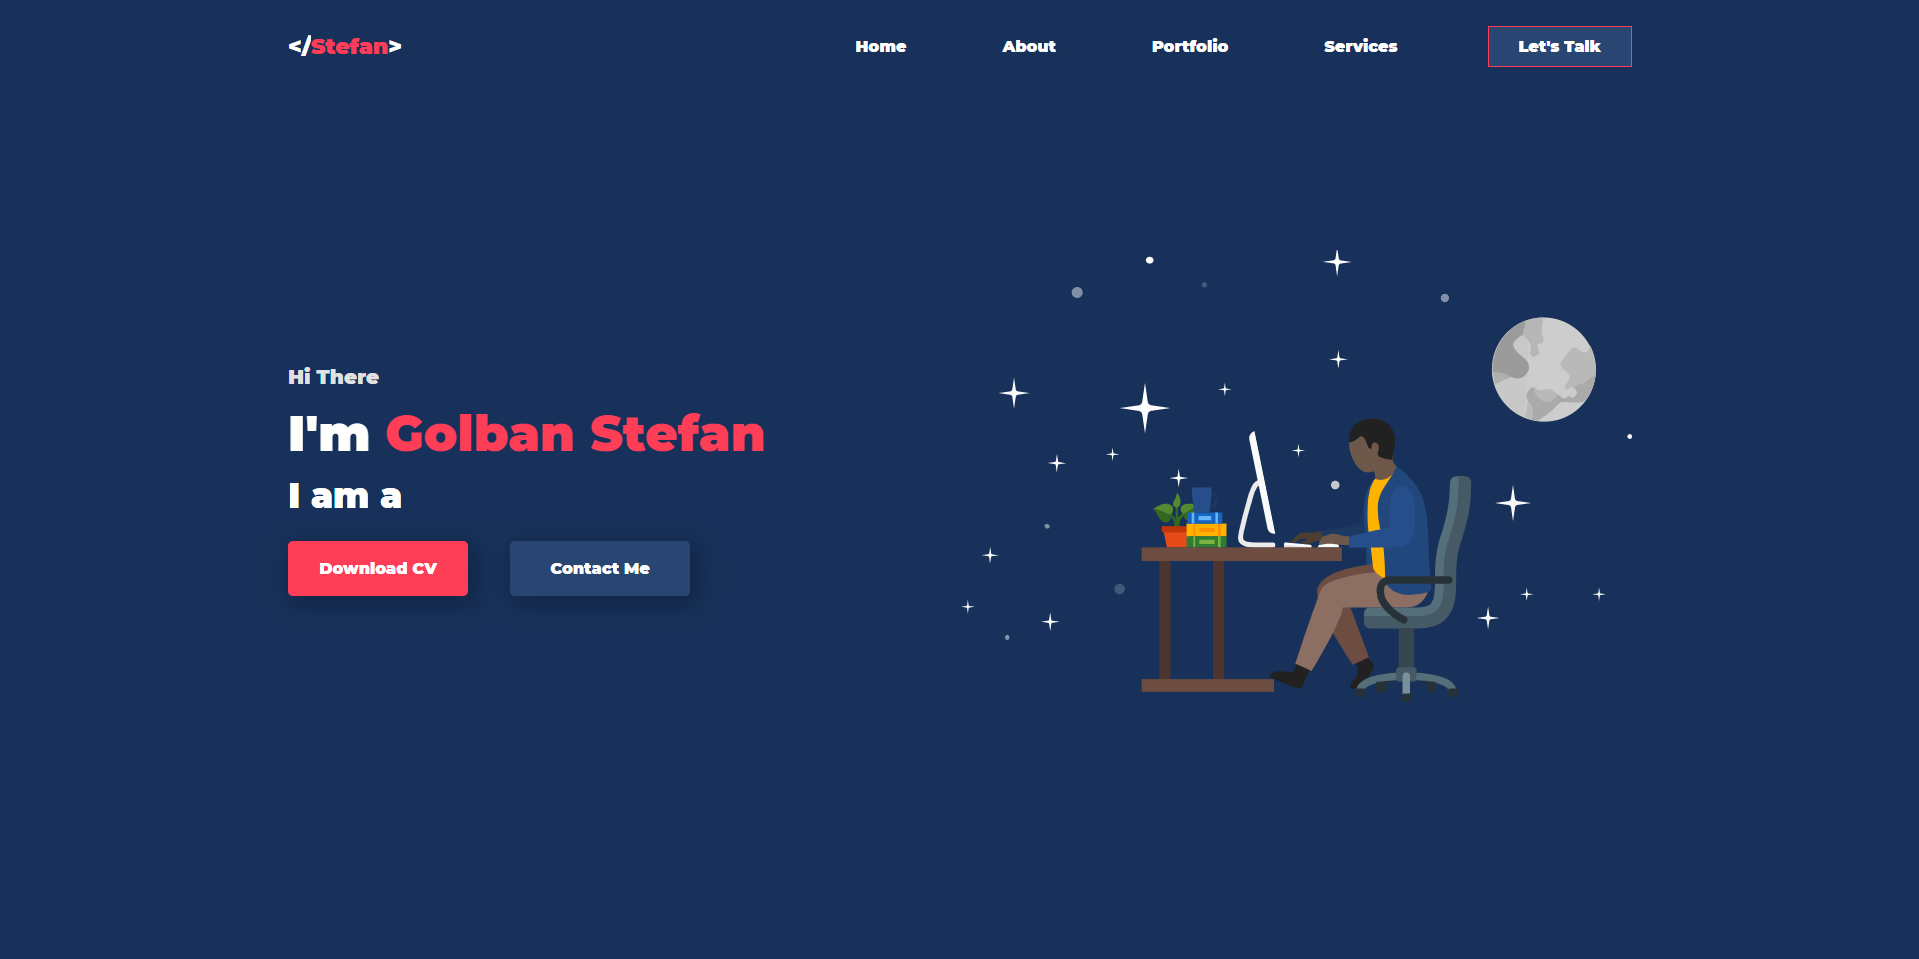 </Stefan>
Home About Portfolio Services Let's Talk
Hi There
I'm Golban Stefan
I am a
Download CV Contact Me